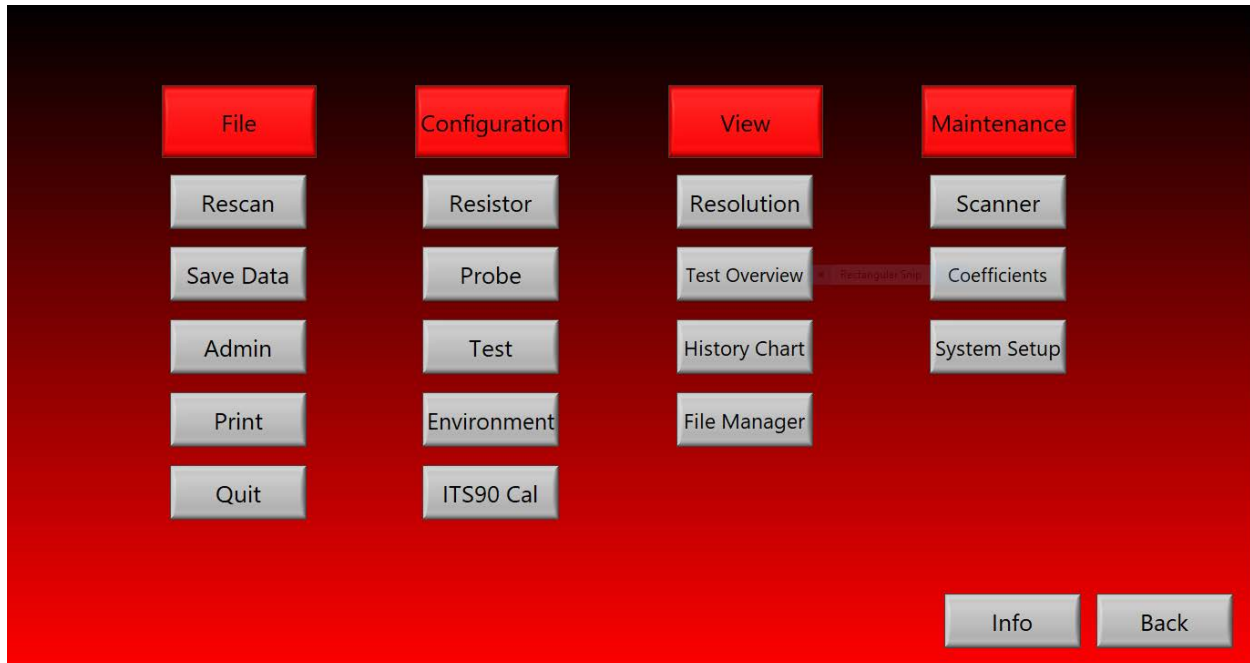 File
Configuration
View
Maintenance
Rescan
Resistor
Resolution
Scanner
Save Data
Probe
Test Overview
Rectangular Snip
Coefficients
Admin
Test
History Chart
System Setup
Print
Environment
File Manager
Quit
ITS90 Cal
Info
Back